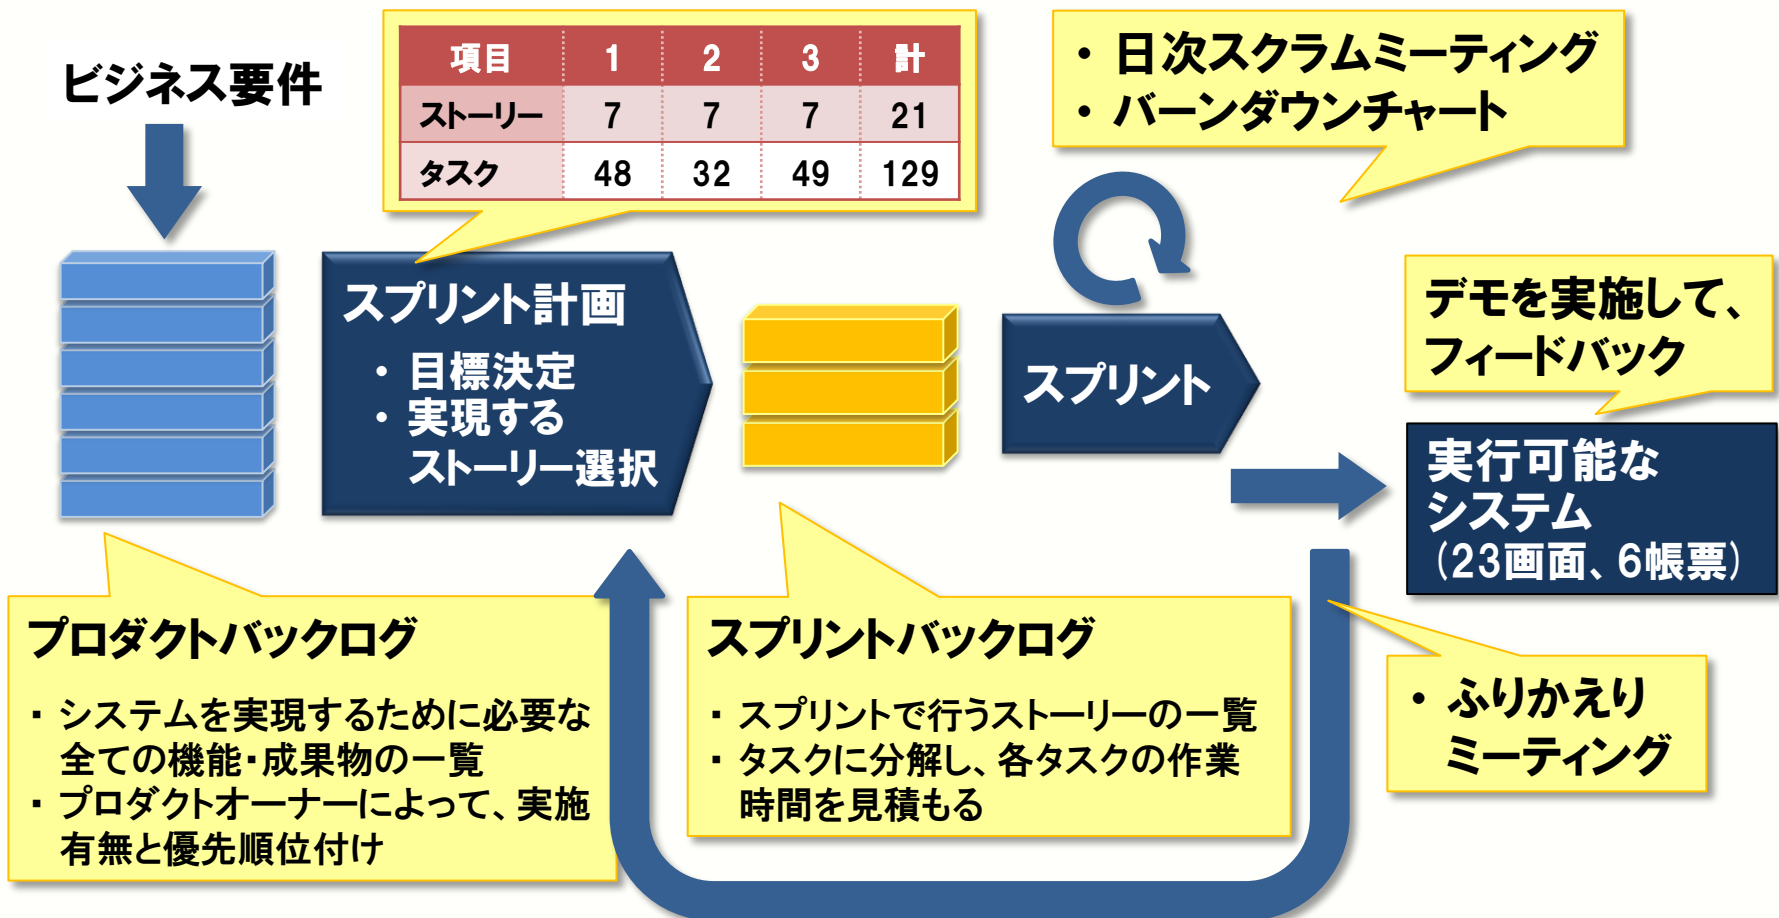 ビジネス要件
項目 1 2 3 計
ストーリー 7 7 7 21
タスク 48 32 49 129
・日次スクラムミーティング
・バーンダウンチャート
スプリント計画
・目標決定
・実現する
ストーリー選択
スプリント
デモを実施して、
フィードバック
実行可能な
システム
(23画面、6帳票)
プロダクトバックログ
・システムを実現するために必要な
全ての機能・成果物の一覧
・プロダクトオーナーによって、実施
有無と優先順位付け
スプリントバックログ
・スプリントで行うストーリーの一覧
・タスクに分解し、各タスクの作業
時間を見積もる
・ふりかえり
ミーティング